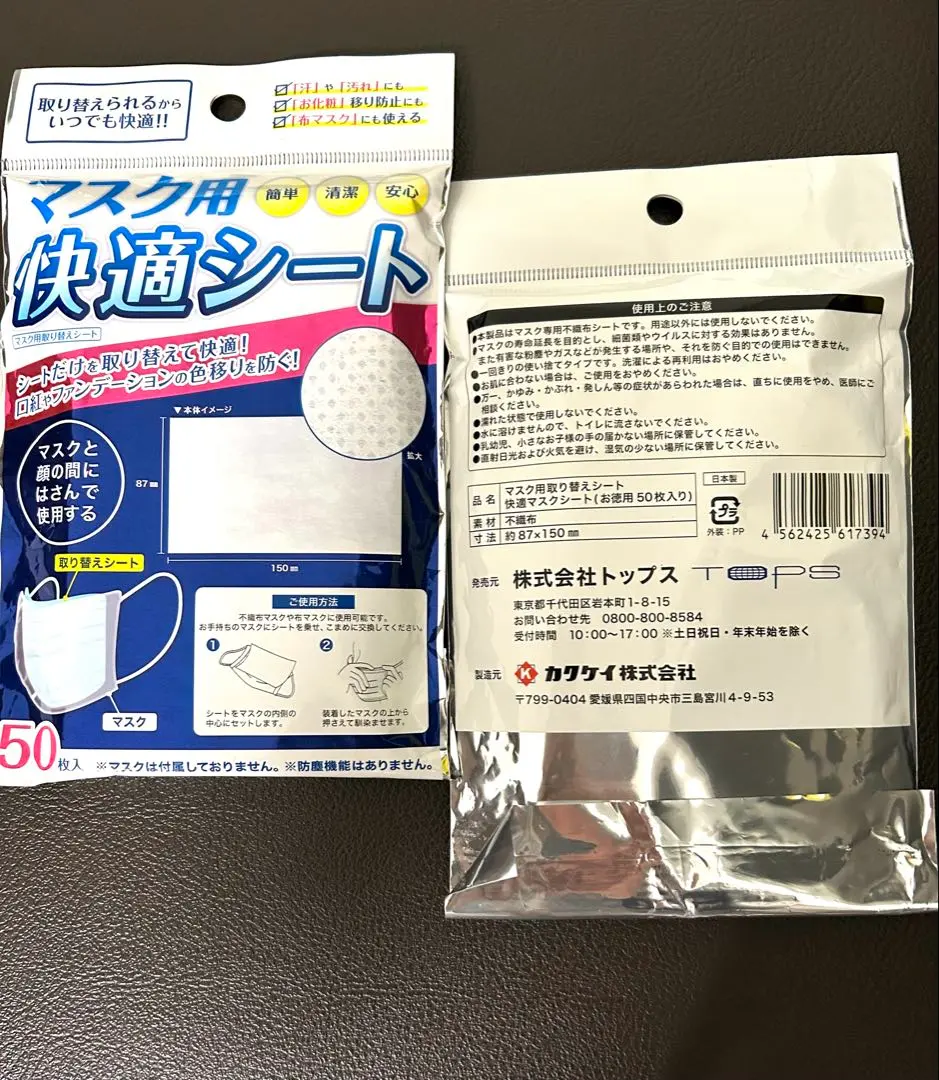 取り替えられるから
いつでも快適!!
「汗」や「汚れ」にも
「お化粧」移り防止にも
「布マスク」にも使える
マスク用
簡単
清潔
安心
快適シート
マスク用取り替えシート
シートだけを取り替えて快適!
口紅やファンデーションの色移りを防ぐ!
▼本体イメージ
拡大
87㎜
150㎜
マスクと
顔の間に
はさんで
使用する
取り替えシート
マスク
ご使用方法
不織布マスクや布マスクに使用可能です。
お手持ちのマスクにシートを乗せ、こまめに交換してください。
1
2
シートをマスクの内側の
中心にセットします。
装着したマスクの上から
押さえて馴染ませます。
50枚入
※マスクは付属しておりません。※防塵機能はありません。
使用上のご注意
●本製品はマスク専用不織布シートです。用途以外には使用しないでください。
●マスクの寿命延長を目的とし、細菌類やウイルスに対する効果はありません。
また有害な粉塵やガスなどが発生する場所や、それを防ぐ目的での使用はできません。
●一回きりの使い捨てタイプです。洗濯による再利用はおやめください。
●お肌に合わない場合は、ご使用をおやめください。
●万一、かゆみ・かぶれ・発しん等の症状があらわれた場合は、直ちに使用をやめ、医師にご
相談ください。
●濡れた状態で使用しないでください。
●水に溶けませんので、トイレに流さないでください。
●乳幼児、小さなお子様の手の届かない場所に保管してください。
●直射日光および火気を避け、湿気の少ない場所に保管してください。
品名 マスク用取り替えシート
快適マスクシート(お徳用50枚入り)
素材 不織布
寸法 約87×150㎜
日本製
プラ
外装:PP
4 562425 617394
発売元 株式会社トップス TOPS
東京都千代田区岩本町1-8-15
お問い合わせ先 0800-800-8584
受付時間 10:00〜17:00 ※土日祝日・年末年始を除く
製造元 K カクケイ株式会社
〒799-0404 愛媛県四国中央市三島宮川4-9-53